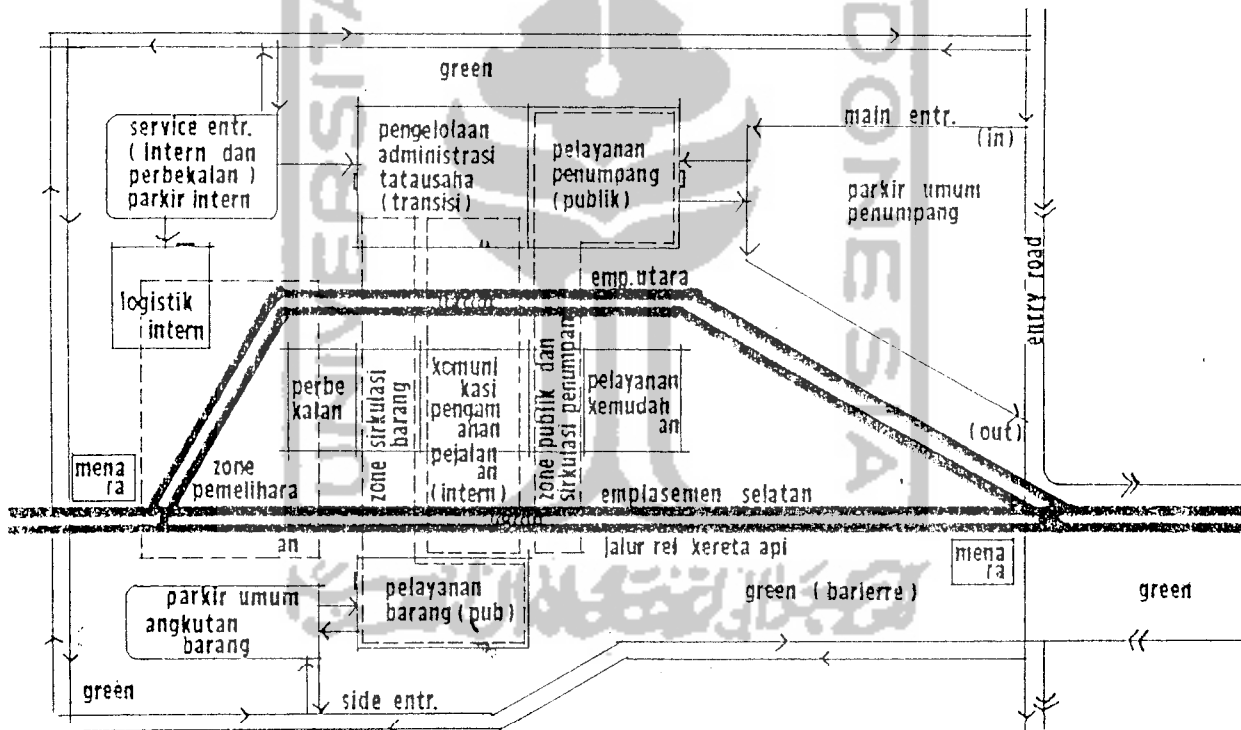 UNIVERSITA
DONESIA
green
service entr.
(intern dan
perbekalan)
parkir intern
pengelolaan
administrasi
tatausaha
(transisi)
pelayanan
penumpang
(publik)
main entr.
(in)
parkir umum
penumpang
entry road
logistik
intern
emp.utara
perbe
kalan
zone sirkulasi
barang
komuni
kasi
pengam
anan
pejalan
an
(intern)
zone publik dan
sirkulasi penumpan
pelayanan
kemudah
an
(out)
mena
ra
zone
pemelihara
an
emplasemen selatan
jalur rel kereta api
mena
ra
parkir umum
angkutan
barang
pelayanan
barang (pub)
green (barierre)
green
green
side entr.